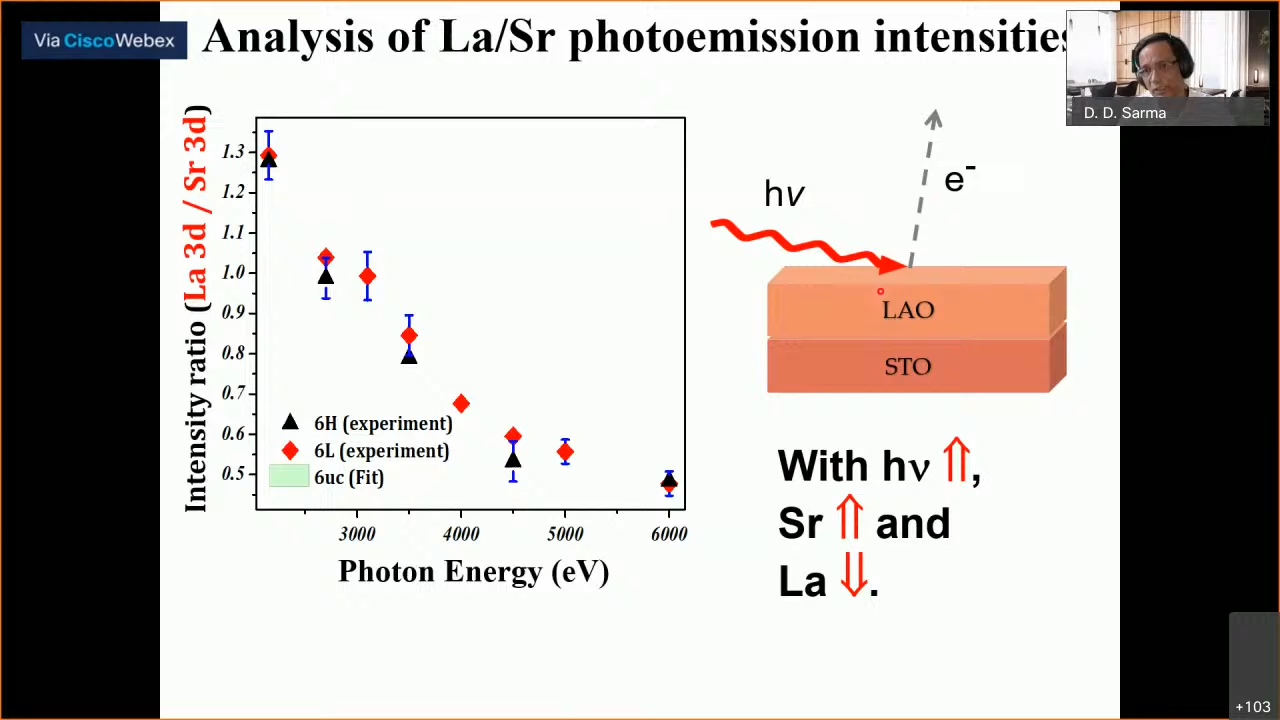 Via Cisco Webex
Analysis of La/Sr photoemission intensities
D. D. Sarma
Intensity ratio (La 3d / Sr 3d)
1.3
1.2
1.1
1.0
0.9
0.8
0.7
0.6
0.5
6H (experiment)
6L (experiment)
6uc (Fit)
3000 4000 5000 6000
Photon Energy (eV)
hν
e-
LAO
STO
With hν ⇑,
Sr ⇑ and
La ⇓.
+103